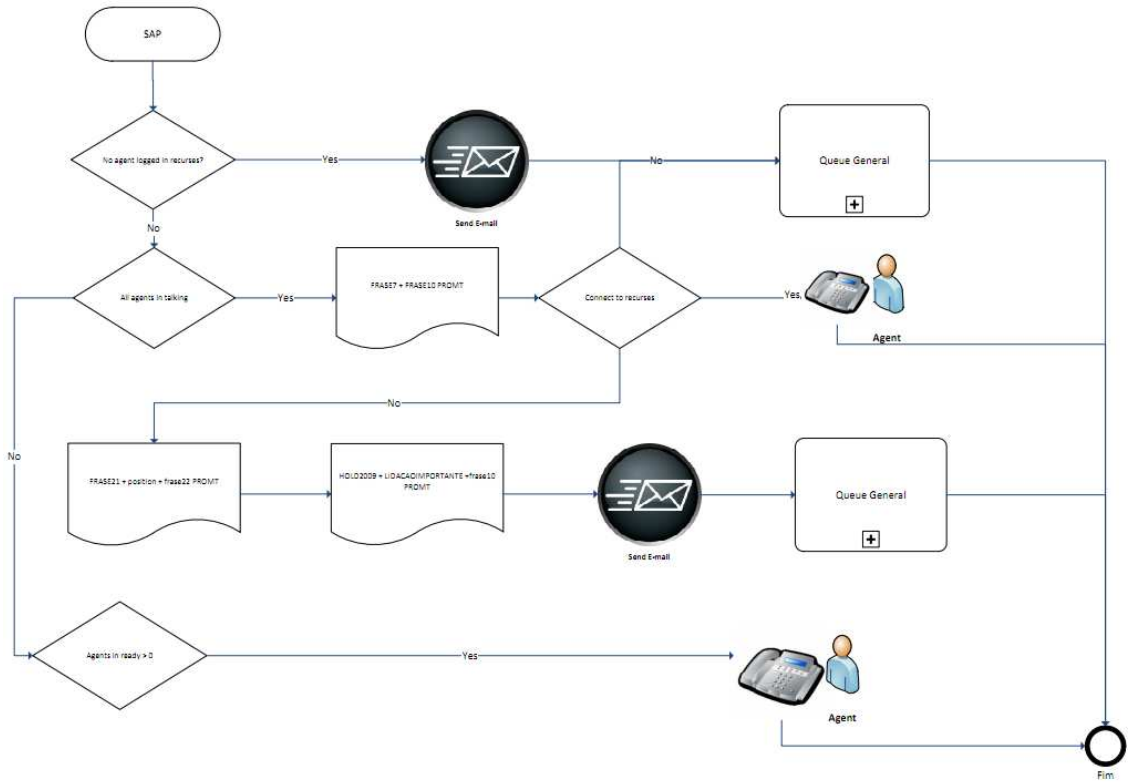 SAP
No agent logged in recurses?
Yes
Send E-mail
No
Queue General
No
All agents in talking
Yes
FRASE7 + FRASE10 PROMT
Connect to recurses
Yes,
Agent
No
No
FRASE21 + position + frase22 PROMT
HOLD2009 + LIDACAOIMPORTANTE +frase10
PROMT
Send E-mail
Queue General
Agents in ready > 0
Yes
Agent
Fim